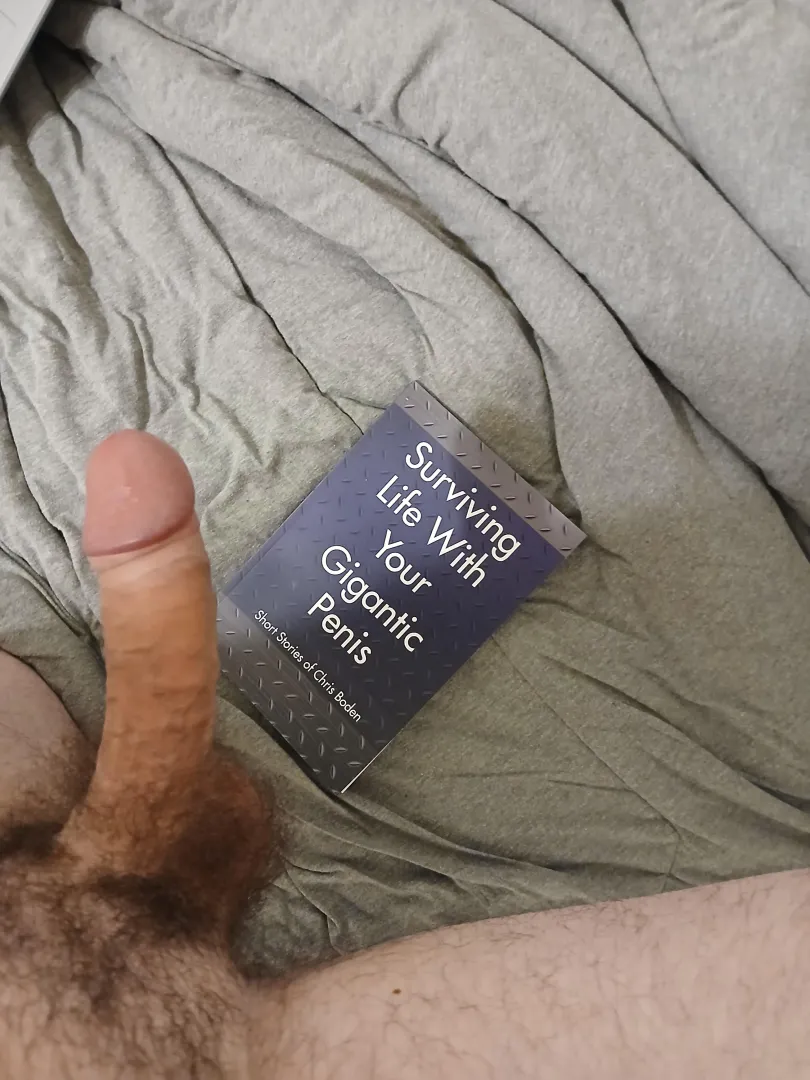 Surviving
Life With
Your
Gigantic
Penis
Short Stories of Chris Boden